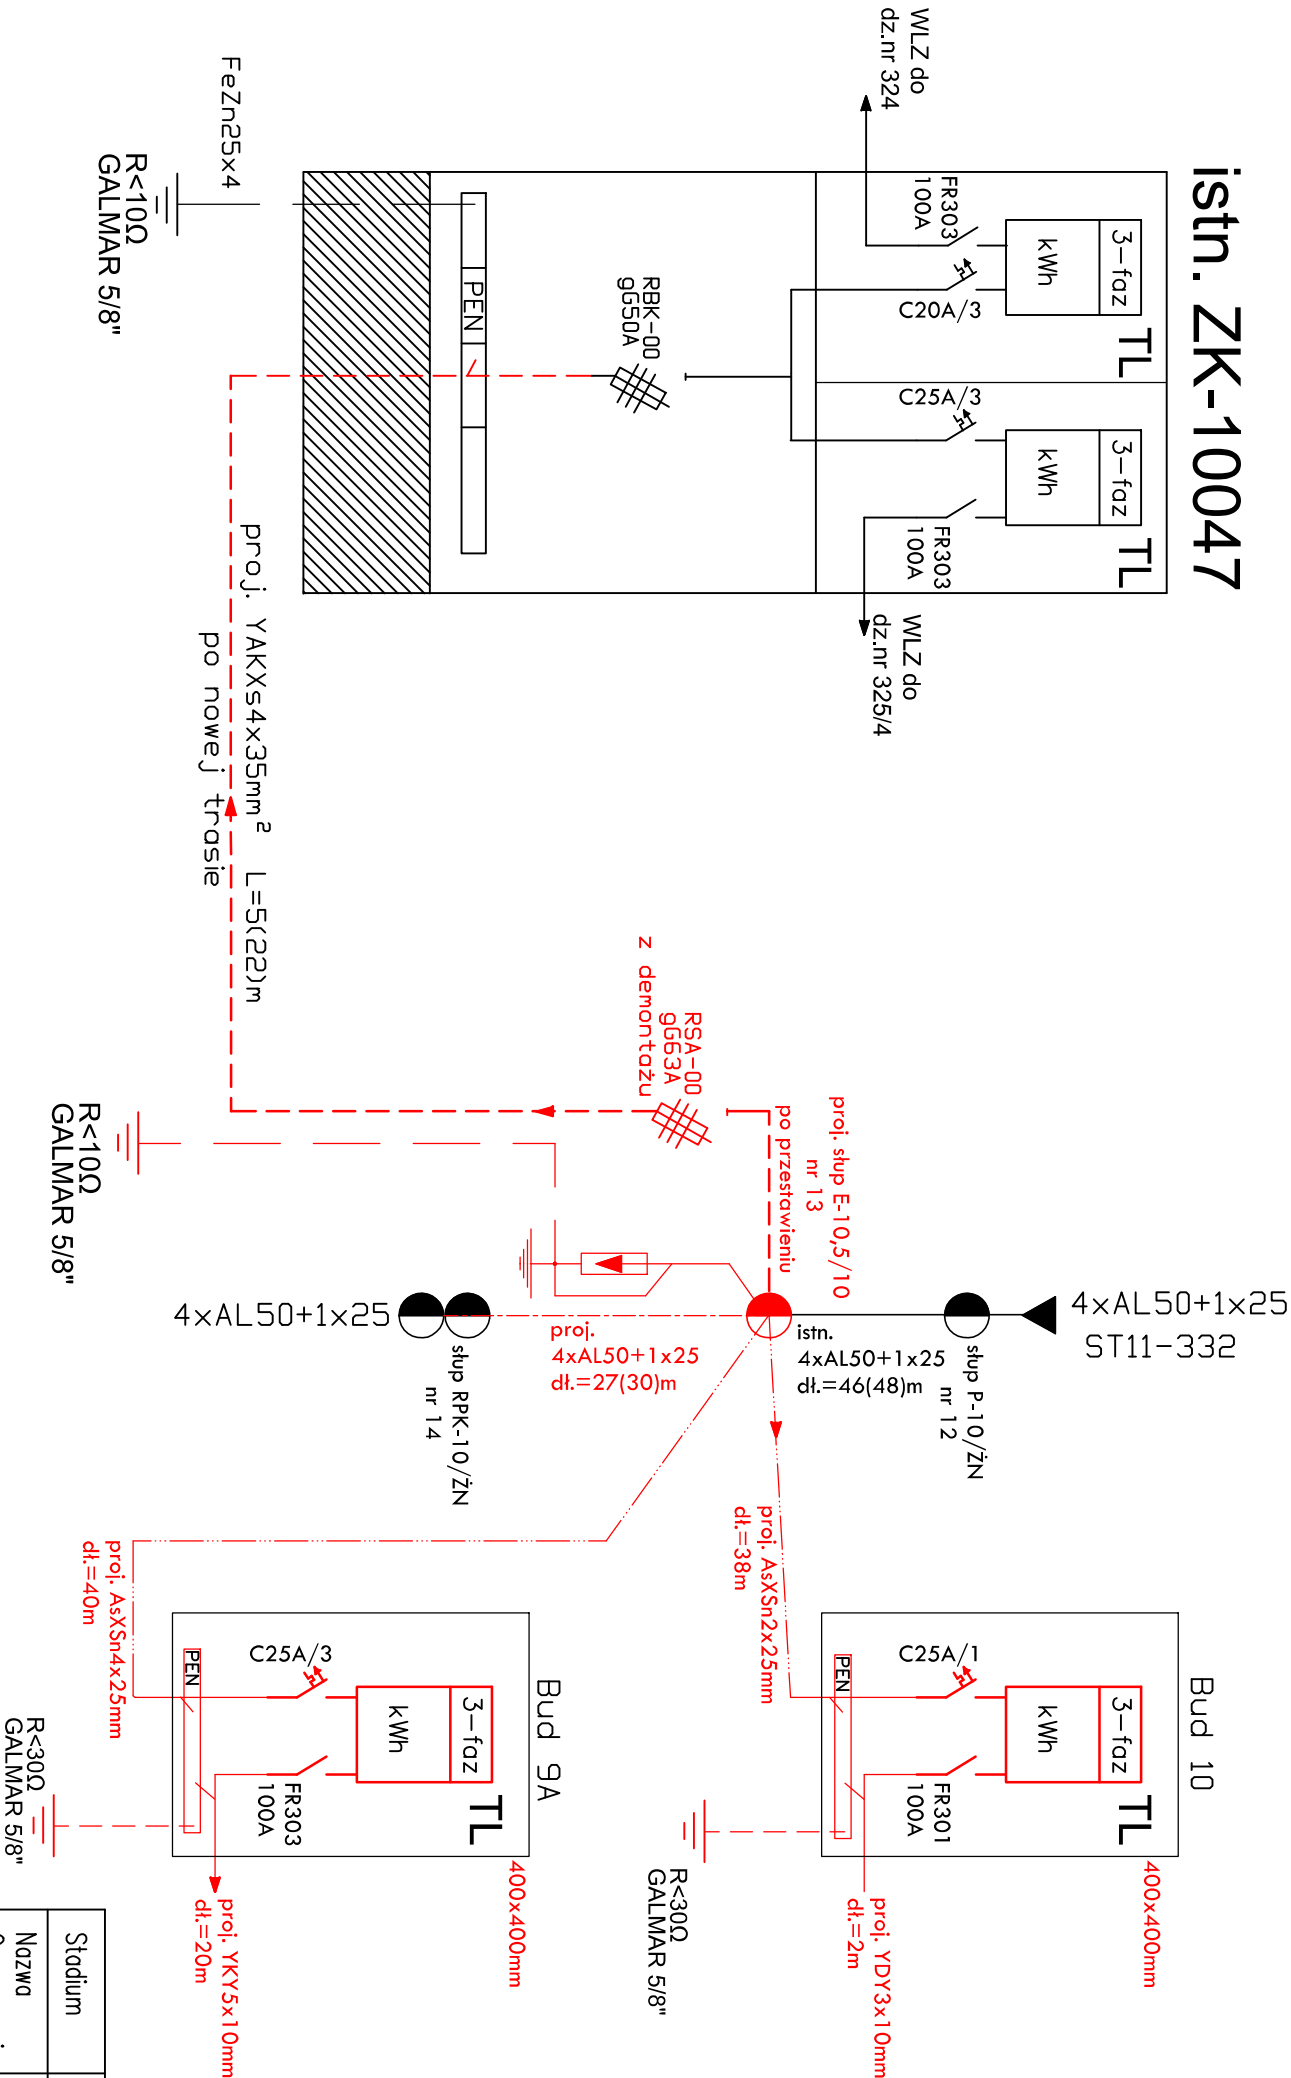 istn. ZK-10047
WLZ do
dz.nr 324
FR303
100A
3-faz
kWh
TL
C20A/3
C25A/3
3-faz
kWh
TL
FR303
100A
WLZ do
dz.nr 325/4
RBK-00
gG50A
PEN
FeZn25x4
R<10Ω
GALMAR 5/8"
proj. YAKXs4x35mm² L=5(22)m
po nowej trasie
RSA-00
gG63A
z demontażu
proj. słup E-10,5/10
nr 13
po przestawieniu
R<10Ω
GALMAR 5/8"
4xAL50+1x25
ST11-332
słup P-10/ŻN
nr 12
istn.
4xAL50+1x25
dł.=46(48)m
proj.
4xAL50+1x25
dł.=27(30)m
4xAL50+1x25
słup RPK-10/ŻN
nr 14
proj. AsXSn2x25mm
dł.=38m
proj. AsXSn4x25mm
dł.=40m
Bud 10
3-faz
kWh
TL
C25A/1
FR301
100A
PEN
400x400mm
proj. YDY3x10mm
dł.=2m
R<30Ω
GALMAR 5/8"
Bud 9A
3-faz
kWh
TL
C25A/3
FR303
100A
PEN
400x400mm
proj. YKY5x10mm
dł.=20m
R<30Ω
GALMAR 5/8"
Stadium
Nazwa